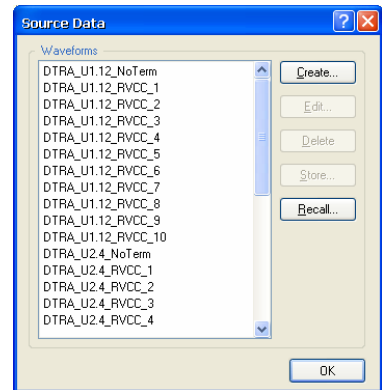 Source Data
Waveforms
DTRA_U1.12_NoTerm
DTRA_U1.12_RVCC_1
DTRA_U1.12_RVCC_2
DTRA_U1.12_RVCC_3
DTRA_U1.12_RVCC_4
DTRA_U1.12_RVCC_5
DTRA_U1.12_RVCC_6
DTRA_U1.12_RVCC_7
DTRA_U1.12_RVCC_8
DTRA_U1.12_RVCC_9
DTRA_U1.12_RVCC_10
DTRA_U2.4_NoTerm
DTRA_U2.4_RVCC_1
DTRA_U2.4_RVCC_2
DTRA_U2.4_RVCC_3
DTRA_U2.4_RVCC_4
Create...
Edit...
Delete
Store...
Recall...
OK